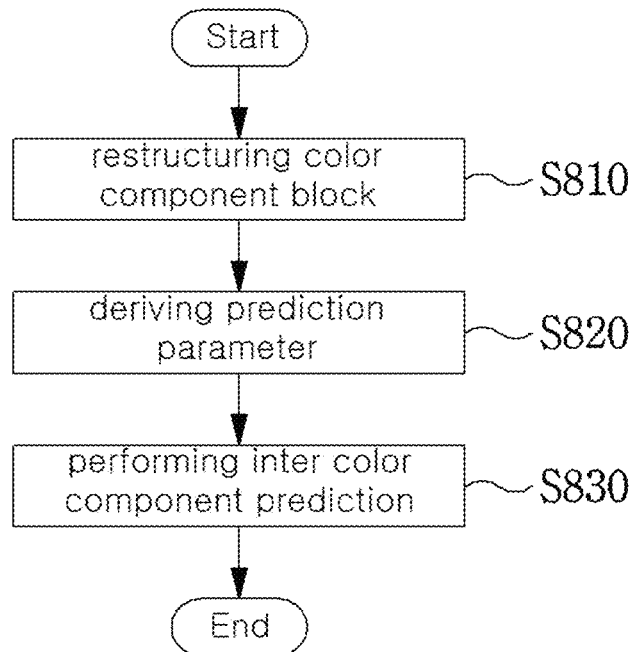 Start
restructuring color
component block
S810
deriving prediction
parameter
S820
performing inter color
component prediction
S830
End